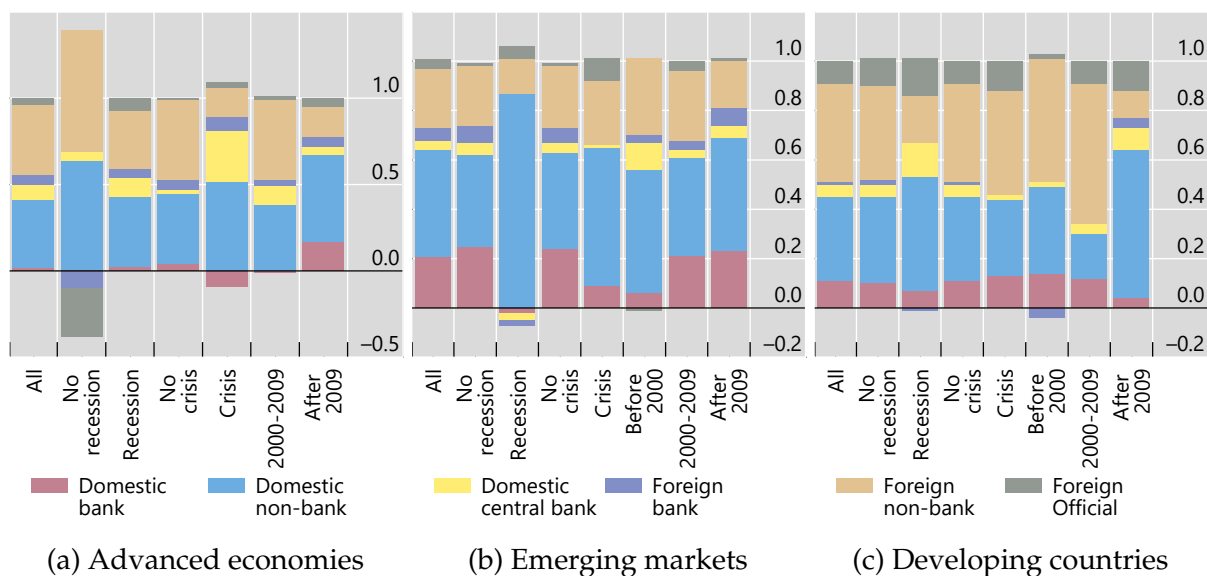 1.0
0.5
0.0
−0.5
All
No
recession
Recession
No
crisis
Crisis
2000-2009
After
2009
1.0
0.8
0.6
0.4
0.2
0.0
−0.2
All
No
recession
Recession
No
crisis
Crisis
Before
2000
2000-2009
After
2009
1.0
0.8
0.6
0.4
0.2
0.0
−0.2
All
No
recession
Recession
No
crisis
Crisis
Before
2000
2000-2009
After
2009
Domestic
bank
Domestic
non-bank
Domestic
central bank
Foreign
bank
Foreign
non-bank
Foreign
Official
(a) Advanced economies
(b) Emerging markets
(c) Developing countries